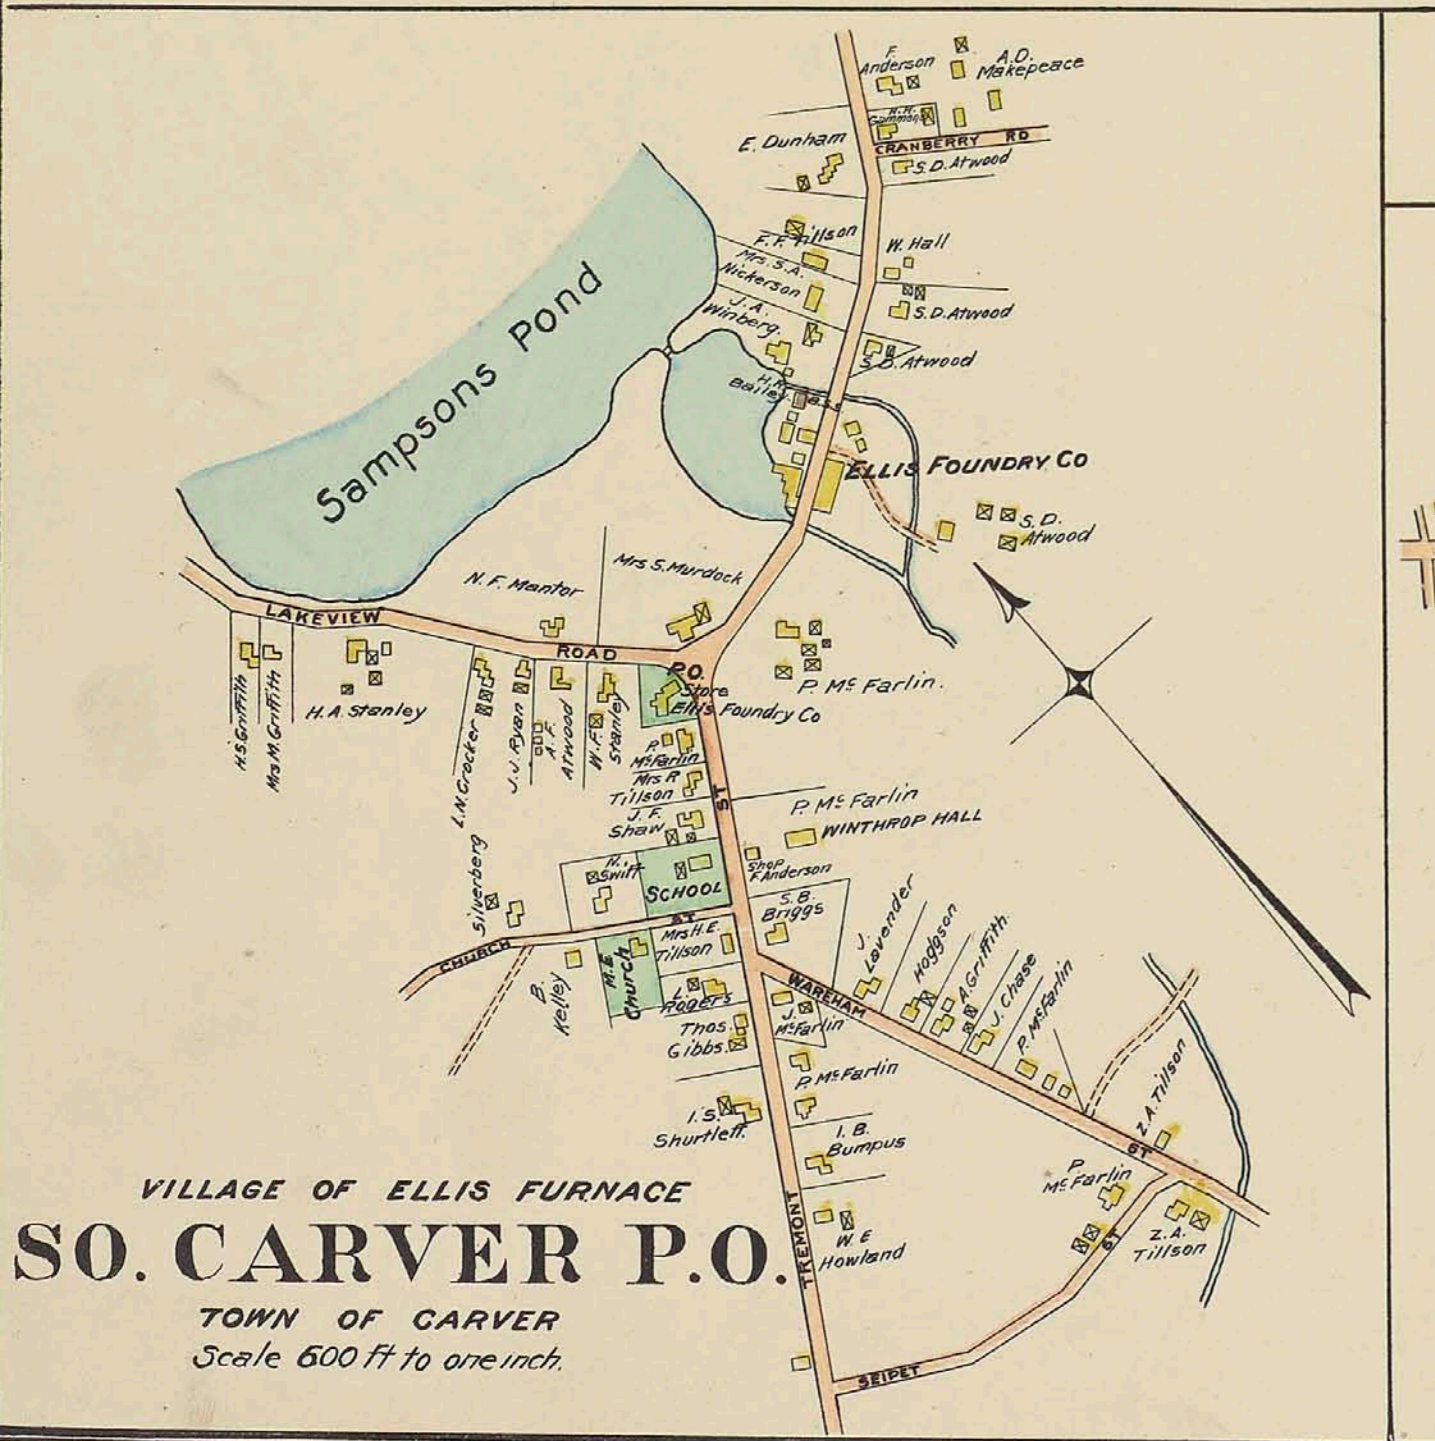 F.
Anderson
A.D.
Makepeace
H.H.
Gammons
CRANBERRY RD
E. Dunham
S.D. Atwood
F.F. Tillson
W. Hall
Mrs. S.A.
Nickerson
J.A.
Winberg.
S.D. Atwood
S.D. Atwood
H.R.
Bailey
B.S.S.
Sampsons Pond
ELLIS FOUNDRY CO
S.D.
Atwood
N.F. Mantor
Mrs S. Murdock
LAKEVIEW
ROAD
P.O.
Store
Ellis Foundry Co
P. McFarlin.
H.S. Griffith
Mrs M. Griffith
H.A. Stanley
L.N. Crocker
J.J. Ryan
A.F.
Atwood
W.F.
Stanley
P.
McFarlin
Mrs R
Tillson
J.F.
Shaw
ST
P. McFarlin
WINTHROP HALL
Shop
F. Anderson
Silverberg
N.
Swift
SCHOOL
ST
CHURCH
S.B.
Briggs
Mrs H.E.
Tillson
M.E.
Church
B.
Kelley
L.
Rogers
Thos.
Gibbs.
WAREHAM
J.
Lavender
Hodgson
A. Griffith.
J. Chase
P. McFarlin
J.
McFarlin
P. McFarlin
I.S.
Shurtleff.
I.B.
Bumpus
Z.A. Tillson
ST
P.
McFarlin
ST
Z.A.
Tillson
TREMONT
W.E
Howland
SEIPET
VILLAGE OF ELLIS FURNACE
SO. CARVER P.O.
TOWN OF CARVER
Scale 600 ft to one inch.